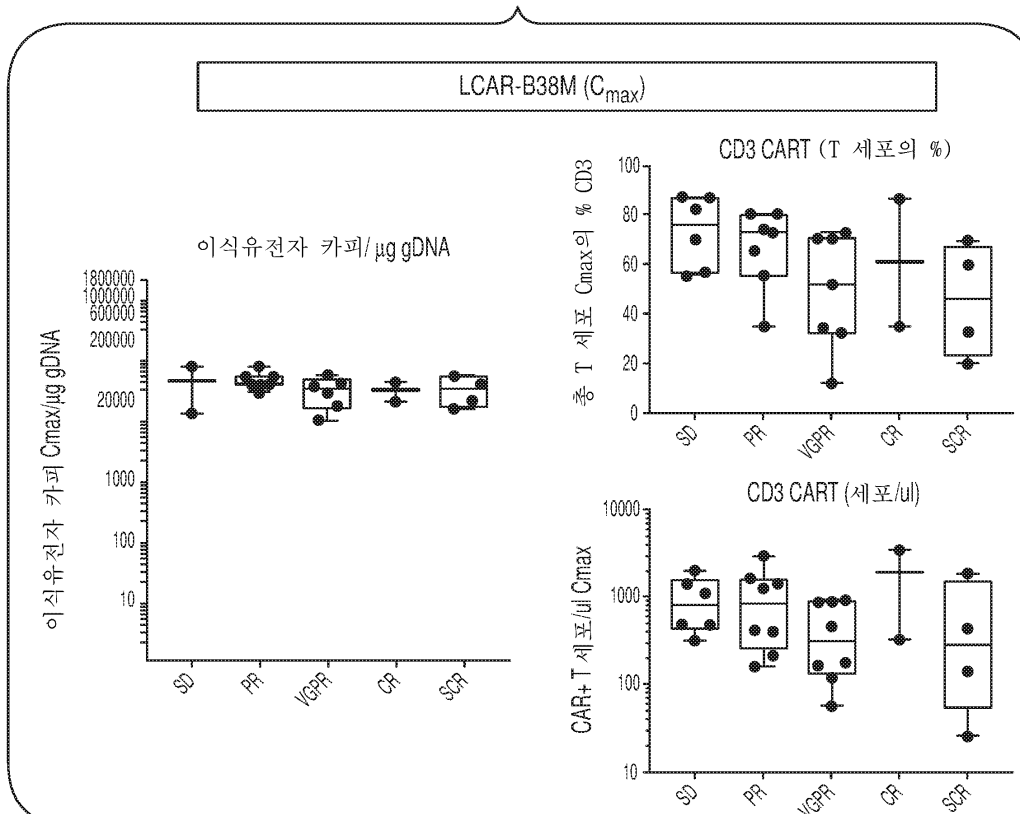 LCAR-B38M (Cmax)
이식유전자 카피/ μg gDNA
이식유전자 카피 Cmax/μg gDNA
1800000
1000000
600000
200000
20000
1000
100
10
SD
PR
VGPR
CR
SCR
CD3 CART (T 세포의 %)
총 T 세포 Cmax의 % CD3
100
80
60
40
20
0
SD
PR
VGPR
CR
SCR
CD3 CART (세포/ul)
CAR+ T 세포/ul Cmax
10000
1000
100
10
SD
PR
VGPR
CR
SCR